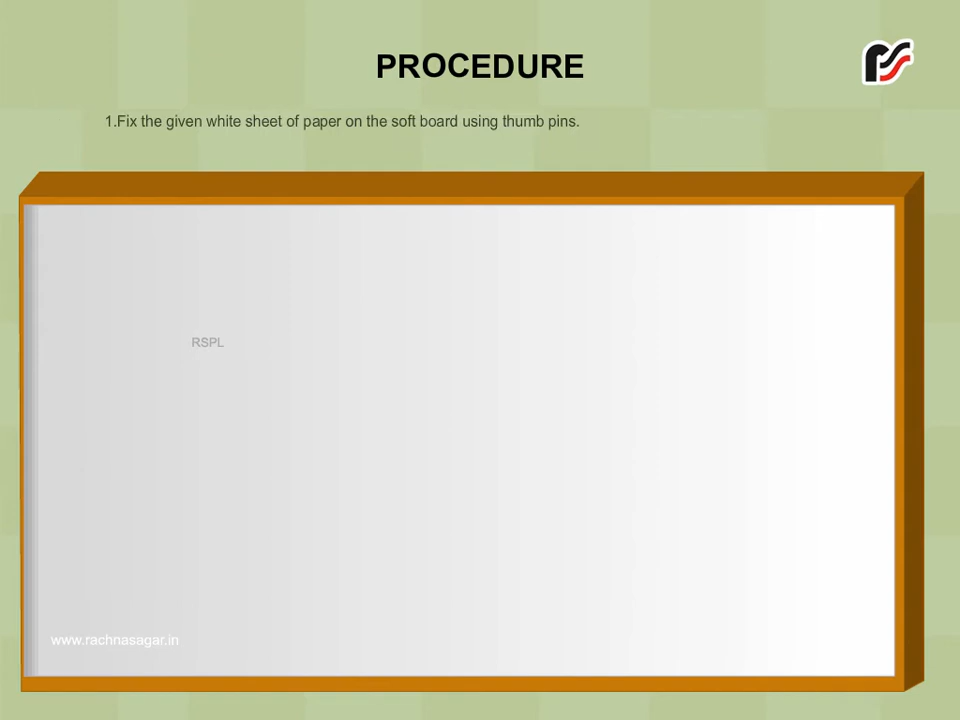 PROCEDURE
1.Fix the given white sheet of paper on the soft board using thumb pins.
RSPL
www.rachnasagar.in